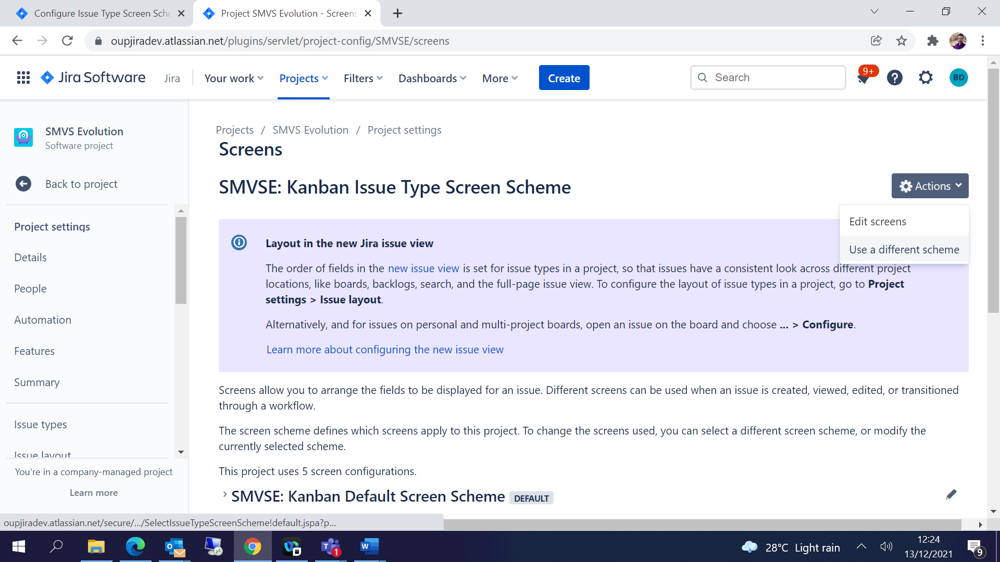 Configure Issue Type Screen Sche
Project SMVS Evolution - Screens
oupjiradev.atlassian.net/plugins/servlet/project-config/SMVSE/screens
Jira Software
Jira
Your work
Projects
Filters
Dashboards
More
Create
Search
9+
BD
SMVS Evolution
Software project
Back to project
Project settings
Details
People
Automation
Features
Summary
Issue types
Issue layout
You're in a company-managed project
Learn more
Projects / SMVS Evolution / Project settings
Screens
SMVSE: Kanban Issue Type Screen Scheme
Actions
Edit screens
Use a different scheme
Layout in the new Jira issue view
The order of fields in the new issue view is set for issue types in a project, so that issues have a consistent look across different project
locations, like boards, backlogs, search, and the full-page issue view. To configure the layout of issue types in a project, go to Project
settings > Issue layout.
Alternatively, and for issues on personal and multi-project boards, open an issue on the board and choose ... > Configure.
Learn more about configuring the new issue view
Screens allow you to arrange the fields to be displayed for an issue. Different screens can be used when an issue is created, viewed, edited, or transitioned
through a workflow.
The screen scheme defines which screens apply to this project. To change the screens used, you can select a different screen scheme, or modify the
currently selected scheme.
This project uses 5 screen configurations.
SMVSE: Kanban Default Screen Scheme DEFAULT
oupjiradev.atlassian.net/secure/.../SelectIssueTypeScreenScheme!default.jspa?p...
28°C Light rain
12:24
13/12/2021
9
1